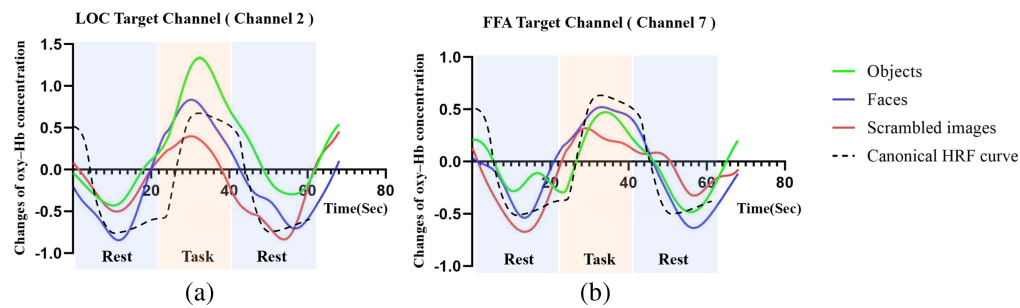 LOC Target Channel ( Channel 2 )
Changes of oxy–Hb concentration
1.5
1.0
0.5
0.0
-0.5
-1.0
20
40
60
80
Time(Sec)
Rest
Task
Rest
(a)
FFA Target Channel ( Channel 7 )
Changes of oxy–Hb concentration
1.0
0.5
0.0
-0.5
-1.0
20
40
60
80
Time(Sec)
Rest
Task
Rest
(b)
Objects
Faces
Scrambled images
Canonical HRF curve